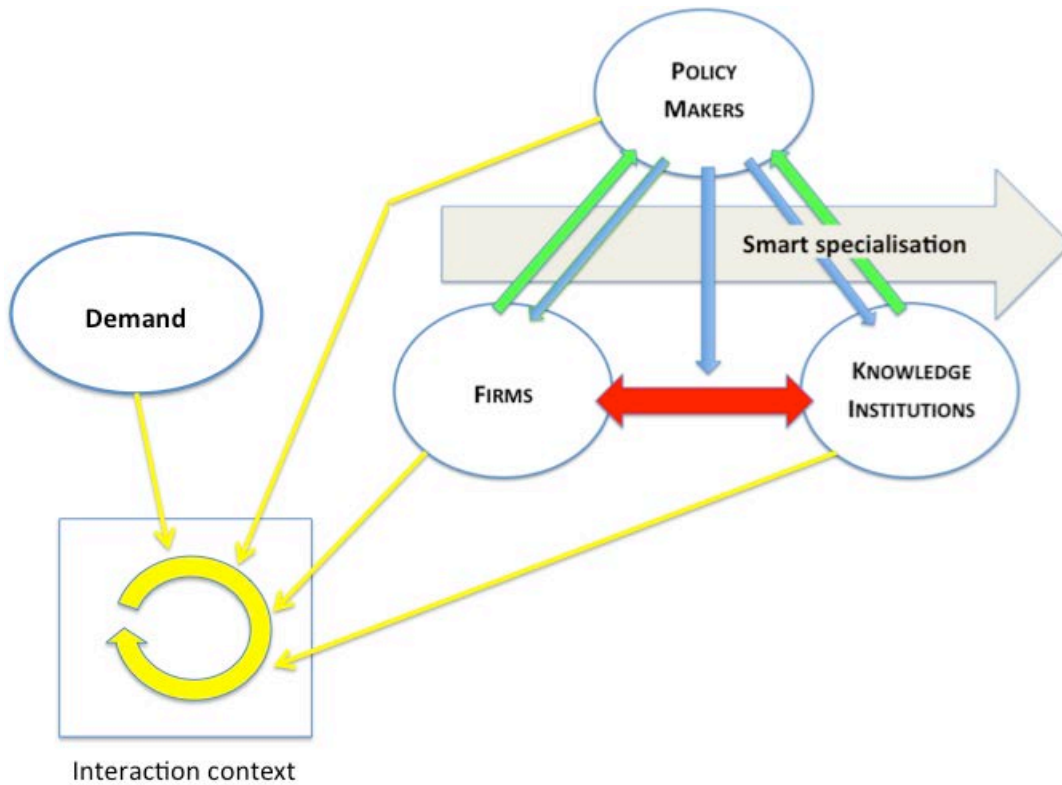 POLICY
MAKERS
Smart specialisation
Demand
FIRMS
KNOWLEDGE
INSTITUTIONS
Interaction context